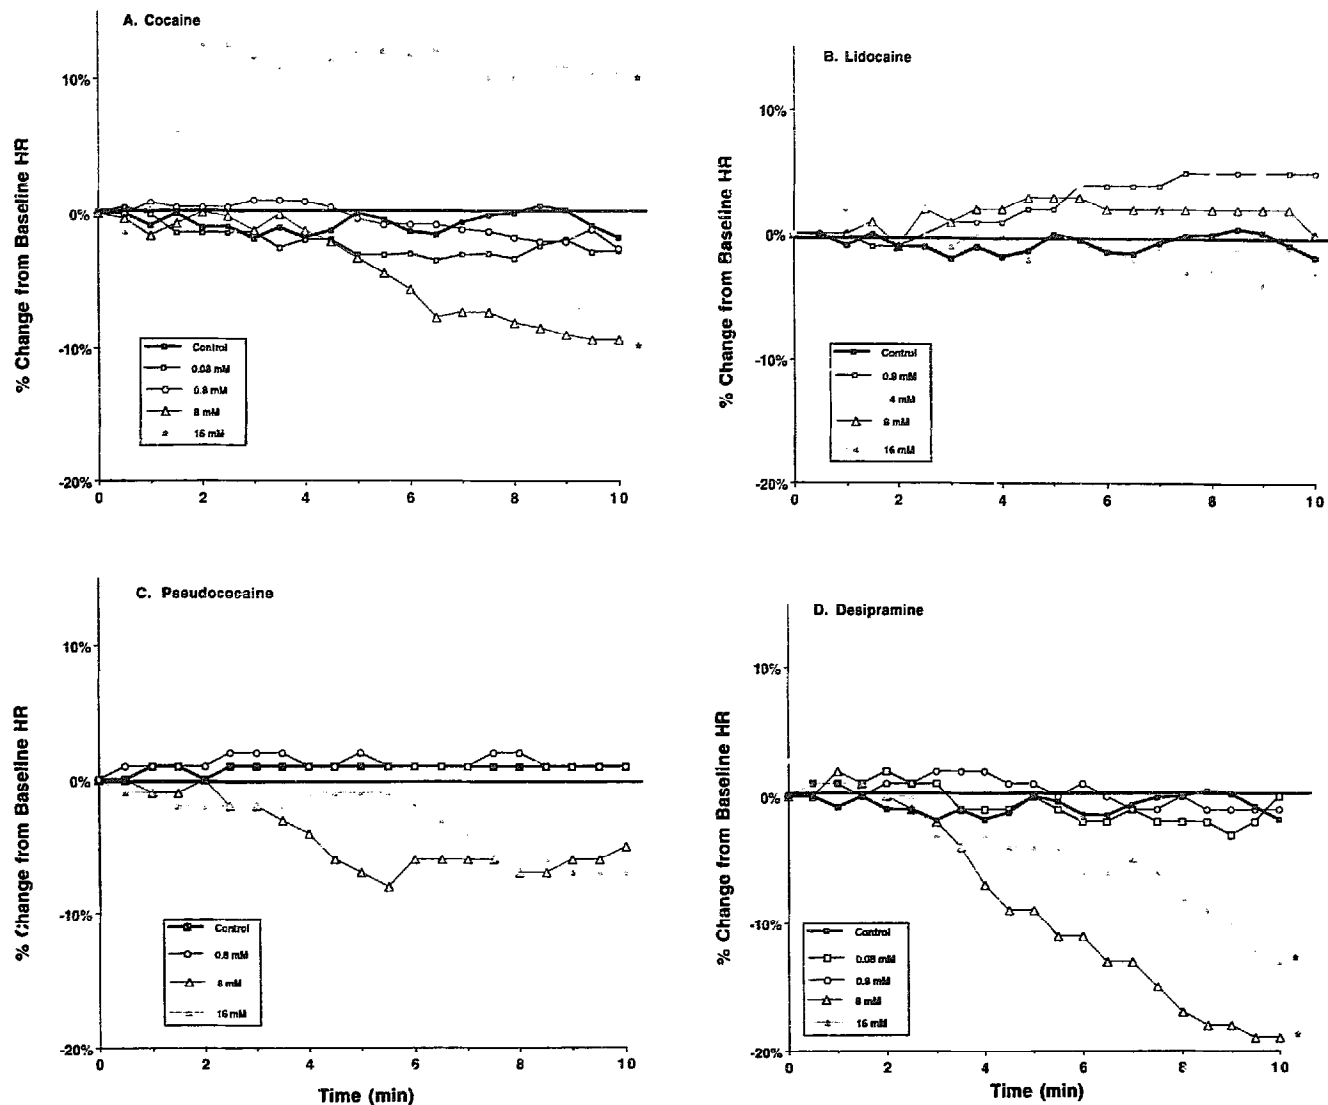 A. Cocaine
% Change from Baseline HR
10%
0%
-10%
-20%
Control
0.08 mM
0.8 mM
8 mM
16 mM
*
*
0 2 4 6 8 10
B. Lidocaine
% Change from Baseline HR
10%
0%
-10%
-20%
Control
0.8 mM
4 mM
8 mM
16 mM
0 2 4 6 8 10
C. Pseudococaine
% Change from Baseline HR
10%
0%
-10%
-20%
Control
0.8 mM
8 mM
16 mM
0 2 4 6 8 10
Time (min)
D. Desipramine
% Change from Baseline HR
10%
0%
-10%
-20%
Control
0.08 mM
0.8 mM
8 mM
16 mM
*
*
0 2 4 6 8 10
Time (min)